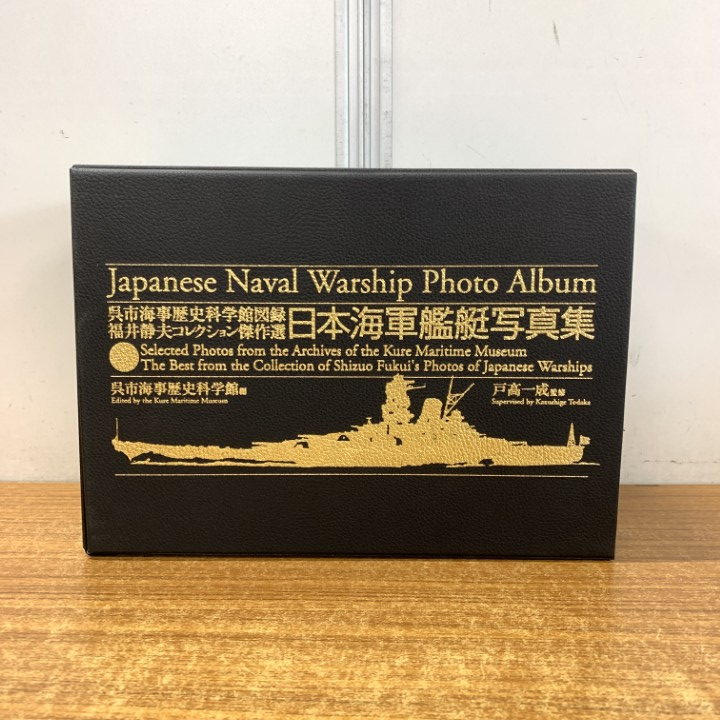 Japanese Naval Warship Photo Album
呉市海事歴史科学館図録
福井静夫コレクション傑作選
日本海軍艦艇写真集
Selected Photos from the Archives of the Kure Maritime Museum
The Best from the Collection of Shizuo Fukui's Photos of Japanese Warships
呉市海事歴史科学館編
Edited by the Kure Maritime Museum
戸高一成監修
Supervised by Kazushige Todaka